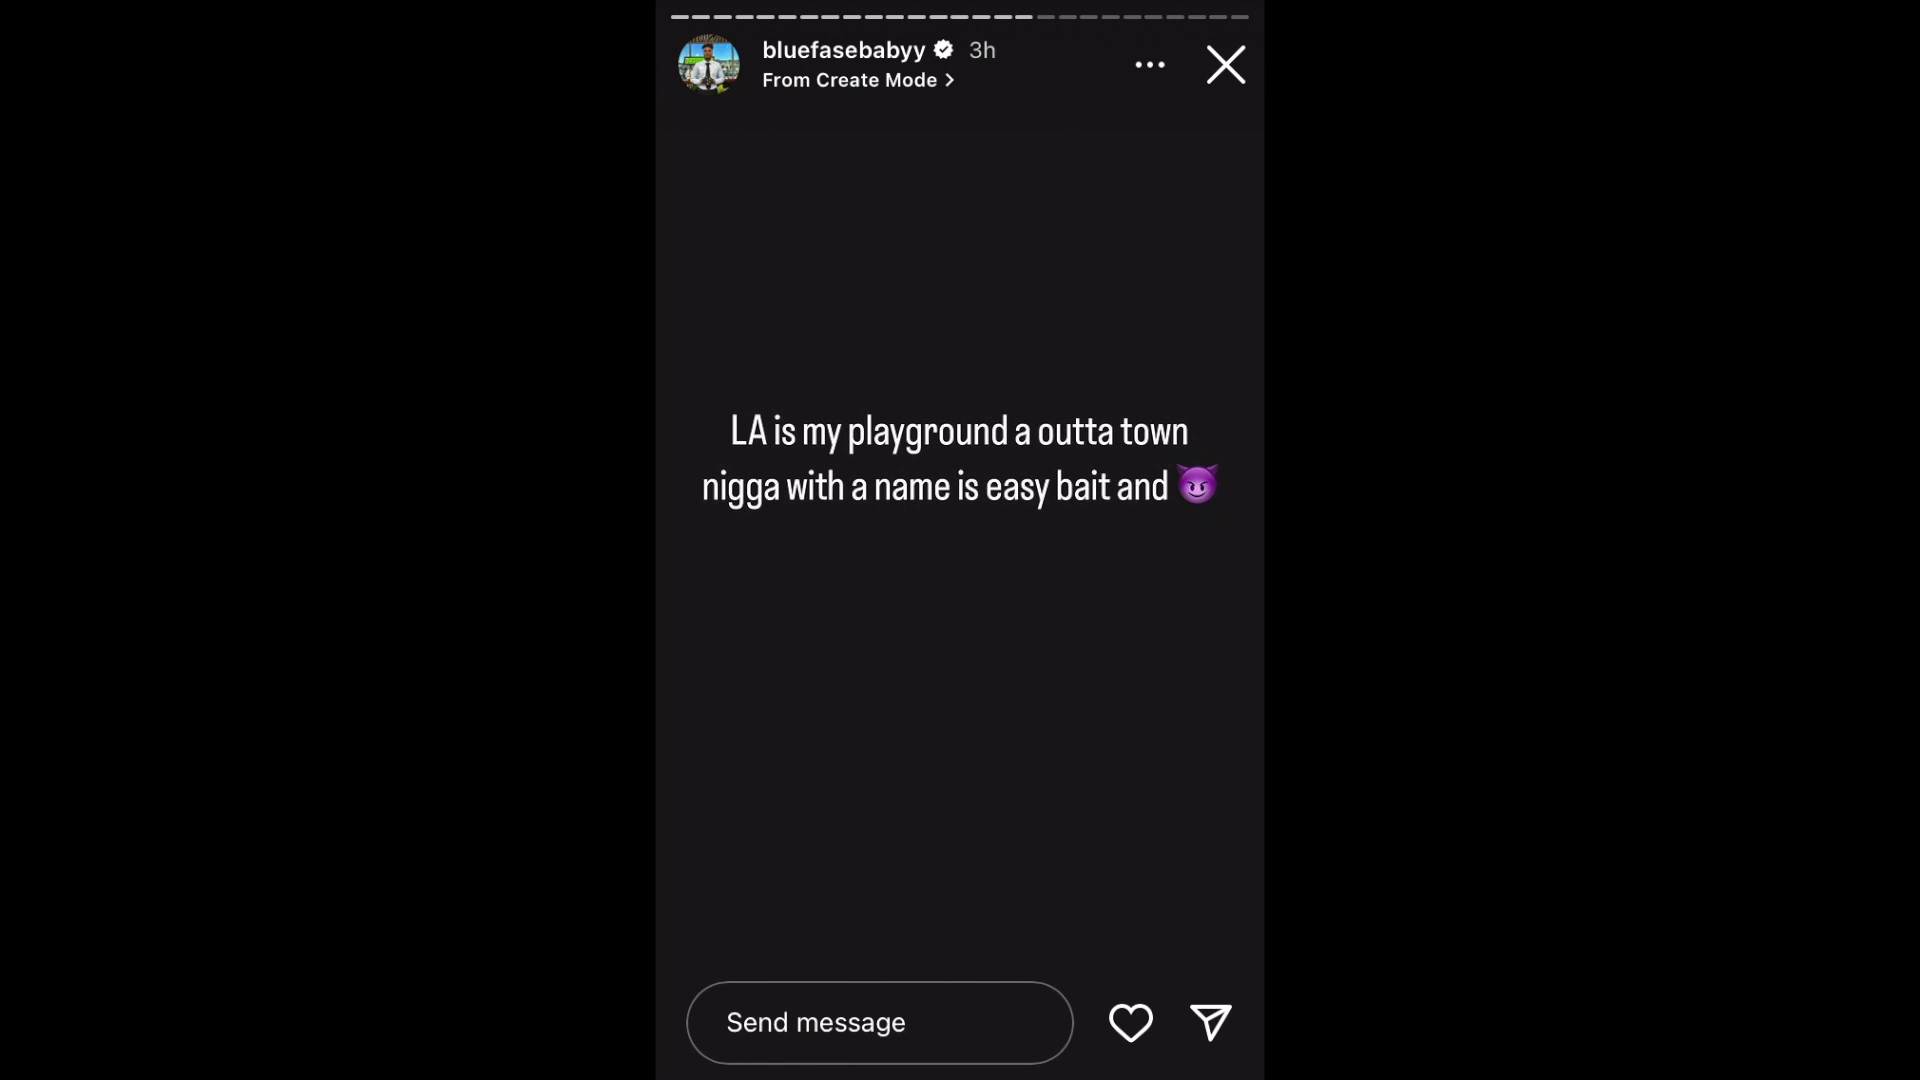 bluefasebabyy 3h
From Create Mode >
LA is my playground a outta town
nigga with a name is easy bait and 😈
Send message